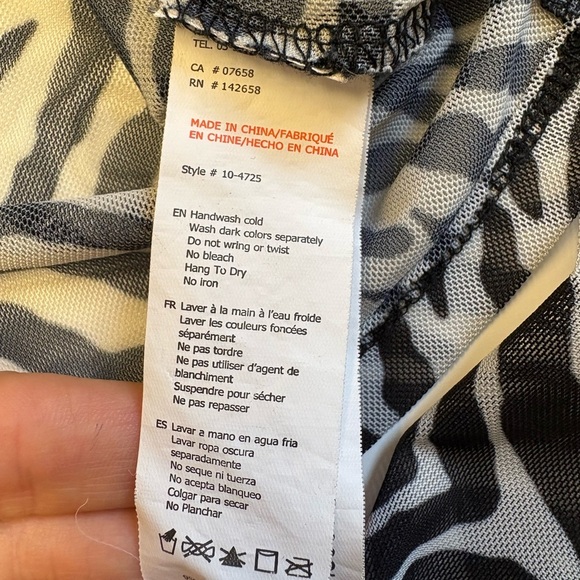 TEL. 05
CA # 07658
RN # 142658
MADE IN CHINA/FABRIQUÉ
EN CHINE/HECHO EN CHINA
Style # 10-4725
EN Handwash cold
Wash dark colors separately
Do not wring or twist
No bleach
Hang To Dry
No iron
FR Laver à la main à l'eau froide
Laver les couleurs foncées
séparément
Ne pas tordre
Ne pas utiliser d'agent de
blanchiment
Suspendre pour sécher
Ne pas repasser
ES Lavar a mano en agua fria
Lavar ropa oscura
separadamente
No seque ni tuerza
No acepta blanqueo
Colgar para secar
No Planchar